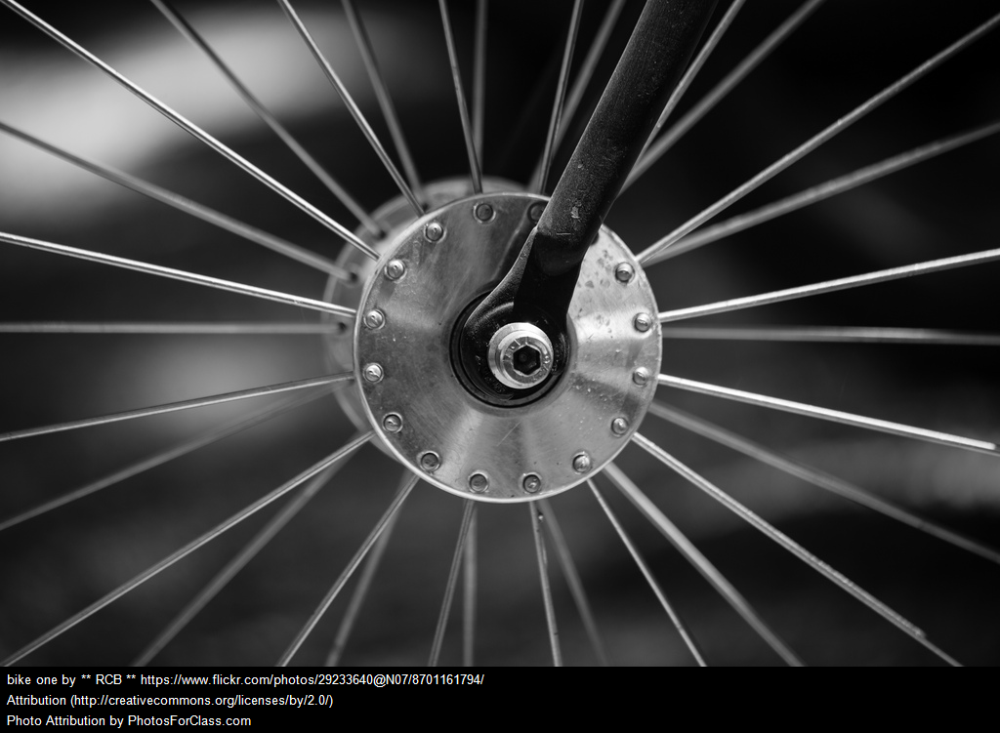 bike one by ** RCB ** https://www.flickr.com/photos/29233640@N07/8701161794/
Attribution (http://creativecommons.org/licenses/by/2.0/)
Photo Attribution by PhotosForClass.com